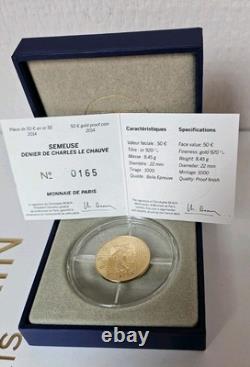 Pièce de 50 € en or BE
2014
50 € gold proof coin
2014
SEMEUSE
DENIER DE CHARLES LE CHAUVE
N° 0165
MONNAIE DE PARIS
Caractéristiques
Valeur faciale : 50 €
Titre : or 920 ‰
Masse : 8.45 g
Diamètre : 22 mm
Tirage : 1000
Qualité : Belle Epreuve
Specifications
Face value: 50 €
Fineness: gold 920 ‰
Weight: 8.45 g
Diameter: 22 mm
Mintage: 1000
Quality: Proof finish